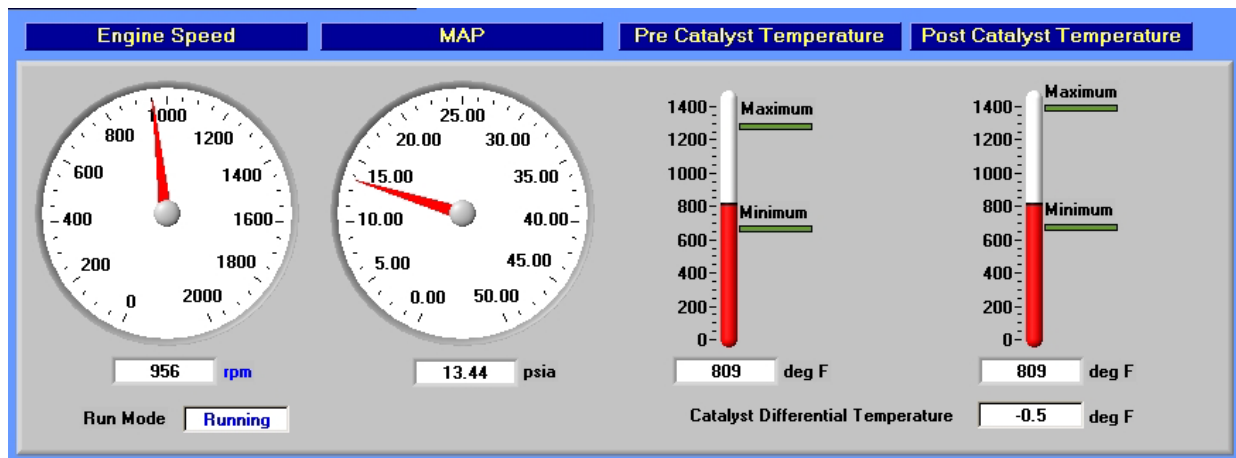 Engine Speed
MAP
Pre Catalyst Temperature
Post Catalyst Temperature
0
200
400
600
800
1000
1200
1400
1600
1800
2000
956 rpm
Run Mode Running
0.00
5.00
10.00
15.00
20.00
25.00
30.00
35.00
40.00
45.00
50.00
13.44 psia
1400
1200
1000
800
600
400
200
0
Maximum
Minimum
809 deg F
1400
1200
1000
800
600
400
200
0
Maximum
Minimum
809 deg F
Catalyst Differential Temperature -0.5 deg F